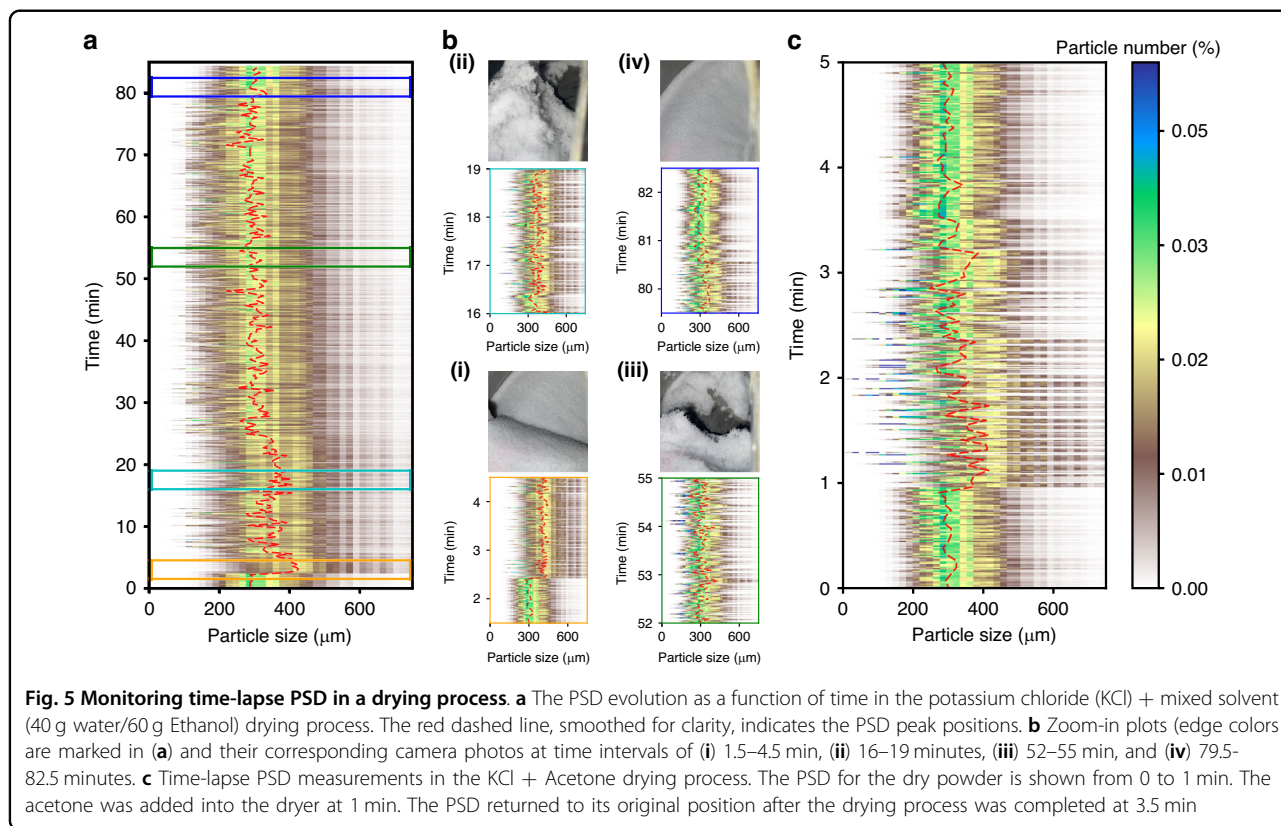 a
80
70
60
50
40
30
20
10
0
Time (min)
0
200
400
600
Particle size (μm)
b
(ii)
19
18
17
16
Time (min)
0
300
600
Particle size (μm)
(iv)
82
81
80
Time (min)
0
300
600
Particle size (μm)
(i)
4
3
2
Time (min)
0
300
600
Particle size (μm)
(iii)
55
54
53
52
Time (min)
0
300
600
Particle size (μm)
c
5
4
3
2
1
0
Time (min)
0
200
400
600
Particle size (μm)
Particle number (%)
0.05
0.03
0.02
0.01
0.00
Fig. 5 Monitoring time-lapse PSD in a drying process. a The PSD evolution as a function of time in the potassium chloride (KCl) + mixed solvent
(40 g water/60 g Ethanol) drying process. The red dashed line, smoothed for clarity, indicates the PSD peak positions. b Zoom-in plots (edge colors
are marked in (a) and their corresponding camera photos at time intervals of (i) 1.5–4.5 min, (ii) 16–19 minutes, (iii) 52–55 min, and (iv) 79.5-
82.5 minutes. c Time-lapse PSD measurements in the KCl + Acetone drying process. The PSD for the dry powder is shown from 0 to 1 min. The
acetone was added into the dryer at 1 min. The PSD returned to its original position after the drying process was completed at 3.5 min